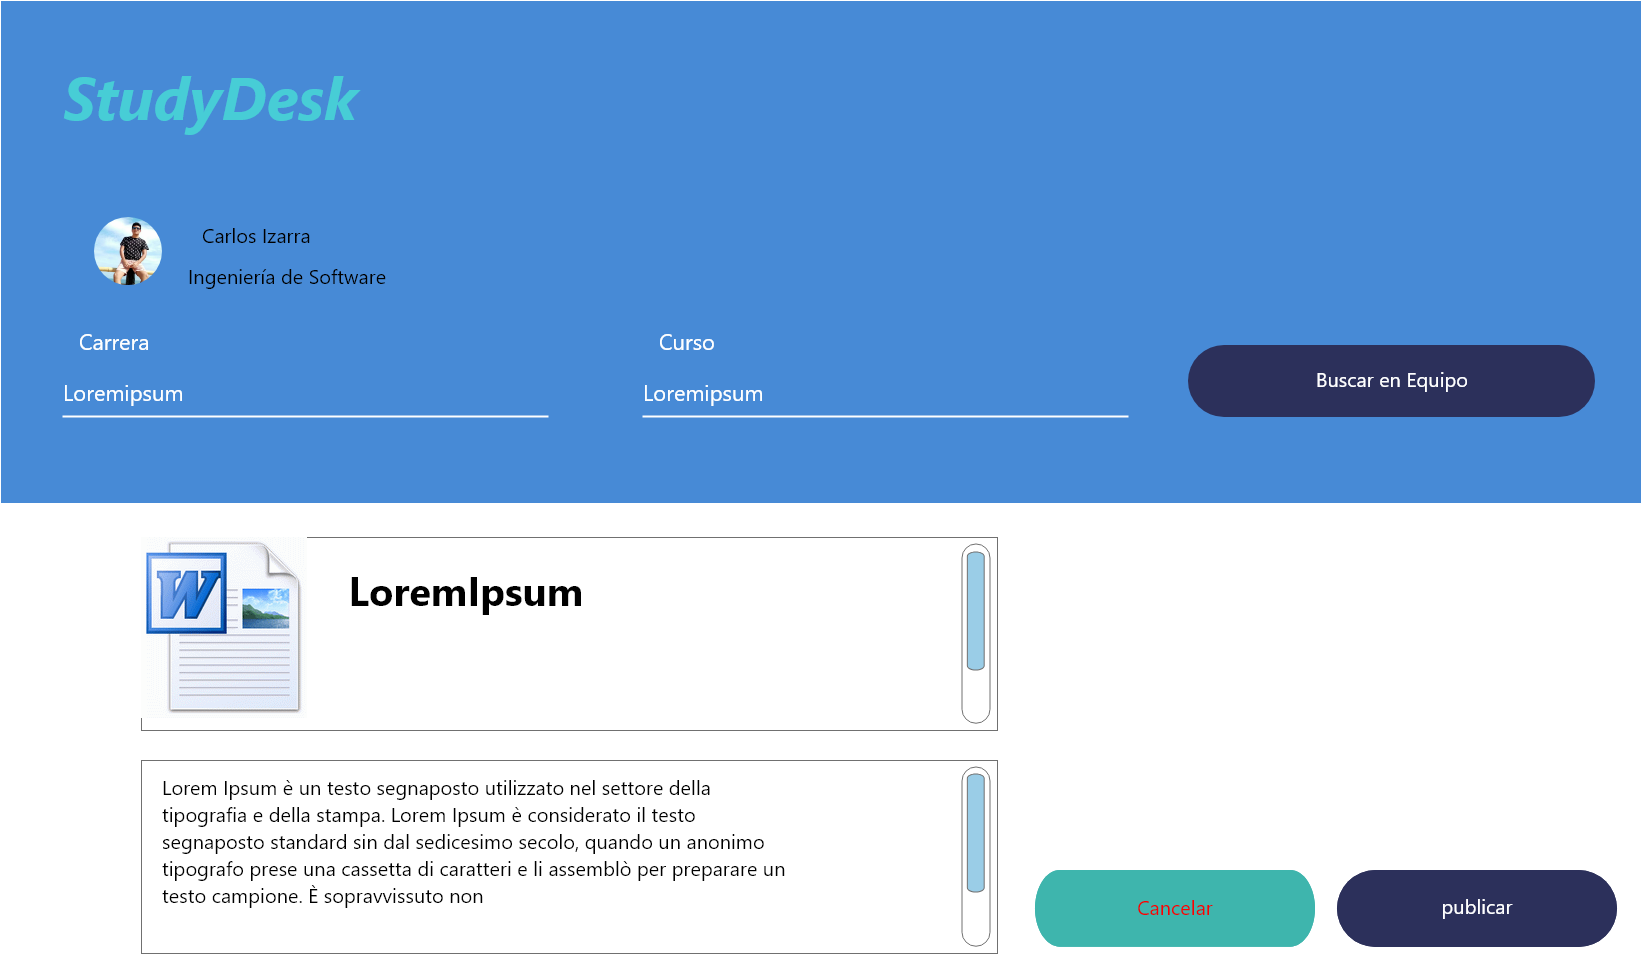 StudyDesk
Carlos Izarra
Ingeniería de Software
Carrera
Curso
Loremipsum
Loremipsum
Buscar en Equipo
W
LoremIpsum
Lorem Ipsum è un testo segnaposto utilizzato nel settore della
tipografia e della stampa. Lorem Ipsum è considerato il testo
segnaposto standard sin dal sedicesimo secolo, quando un anonimo
tipografo prese una cassetta di caratteri e li assemblò per preparare un
testo campione. È sopravvissuto non
Cancelar
publicar